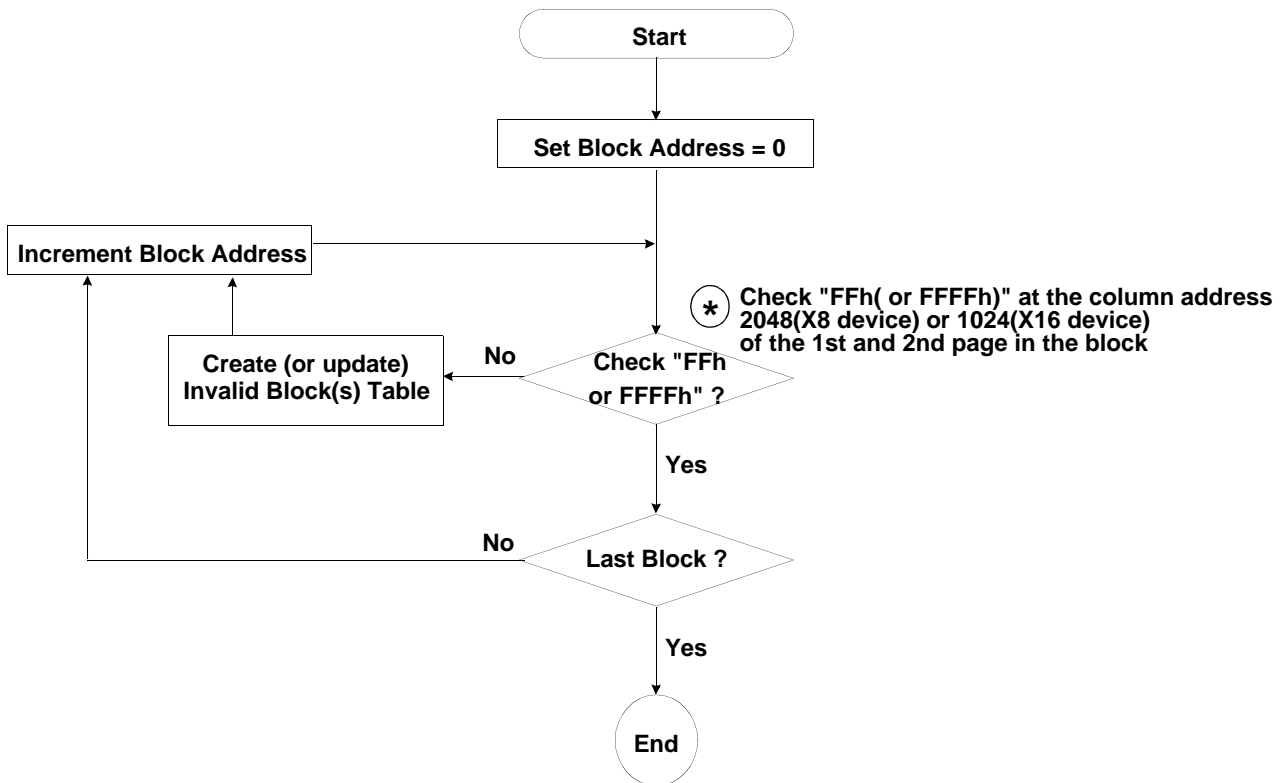 Start
Set Block Address = 0
Increment Block Address
* Check "FFh( or FFFFh)" at the column address
2048(X8 device) or 1024(X16 device)
of the 1st and 2nd page in the block
Create (or update)
Invalid Block(s) Table
No
Check "FFh
or FFFFh" ?
Yes
No
Last Block ?
Yes
End